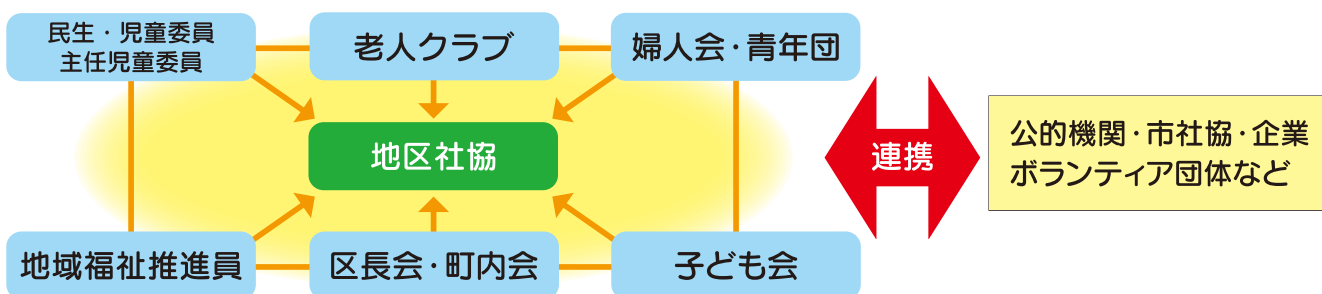 民生・児童委員
主任児童委員
老人クラブ
婦人会・青年団
地区社協
連携
公的機関・市社協・企業
ボランティア団体など
地域福祉推進員
区長会・町内会
子ども会